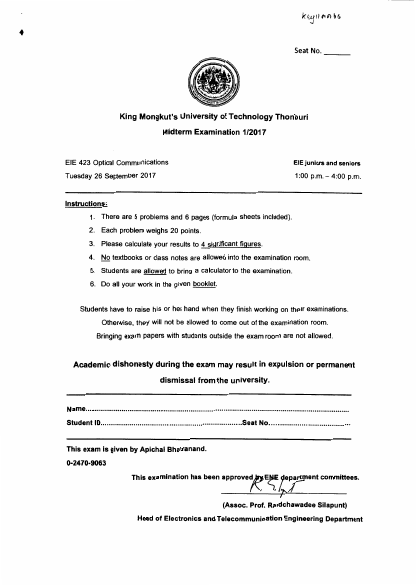 Seat No. ______
King Mongkut's University of Technology Thonburi
Midterm Examination 1/2017
EIE 423 Optical Communications
EIE juniors and seniors
Tuesday 26 September 2017
1:00 p.m. – 4:00 p.m.
Instructions:
1. There are 5 problems and 6 pages (formula sheets included).
2. Each problem weighs 20 points.
3. Please calculate your results to 4 significant figures.
4. No textbooks or class notes are allowed into the examination room.
5. Students are allowed to bring a calculator to the examination.
6. Do all your work in the given booklet.
Students have to raise his or her hand when they finish working on their examinations.
Otherwise, they will not be allowed to come out of the examination room.
Bringing exam papers with students outside the exam room are not allowed.
Academic dishonesty during the exam may result in expulsion or permanent
dismissal from the university.
Name.......................................................................................................
Student ID.......................................................Seat No................................
This exam is given by Apichai Bhavanand.
0-2470-9063
This examination has been approved by ENE department committees.
(Assoc. Prof. Rardchawadee Silapunt)
Head of Electronics and Telecommunication Engineering Department